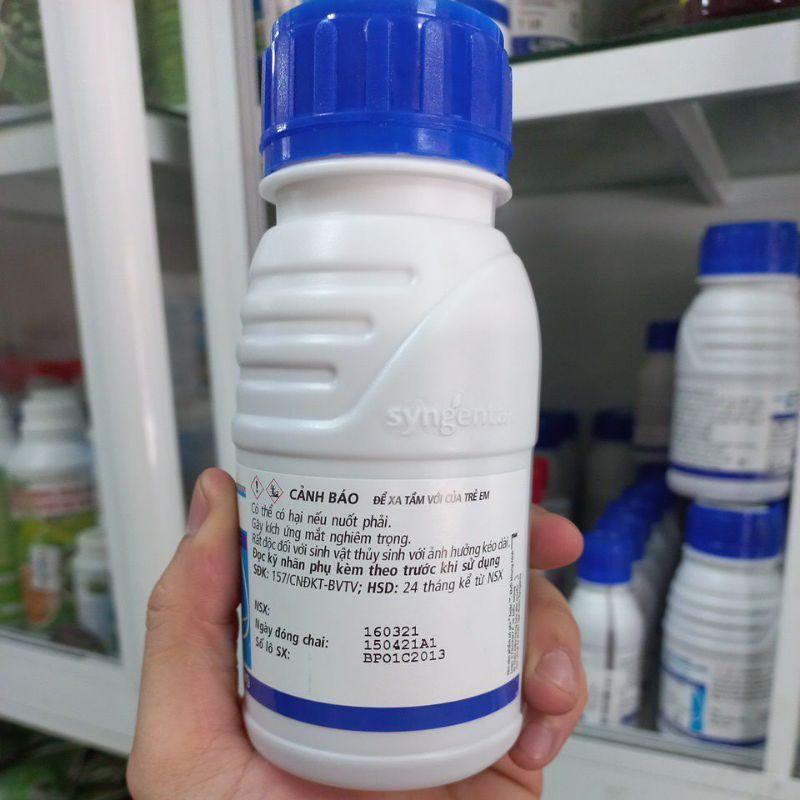 syngenta
CẢNH BÁO ĐỂ XA TẦM VỚI CỦA TRẺ EM
Có thể có hại nếu nuốt phải.
Gây kích ứng mắt nghiêm trọng.
Rất độc đối với sinh vật thủy sinh với ảnh hưởng kéo dài.
Đọc kỹ nhãn phụ kèm theo trước khi sử dụng
SĐK: 157/CNĐKT-BVTV; HSD: 24 tháng kể từ NSX
NSX: 160321
Ngày đóng chai: 150421A1
Số lô SX: BPO1C2013